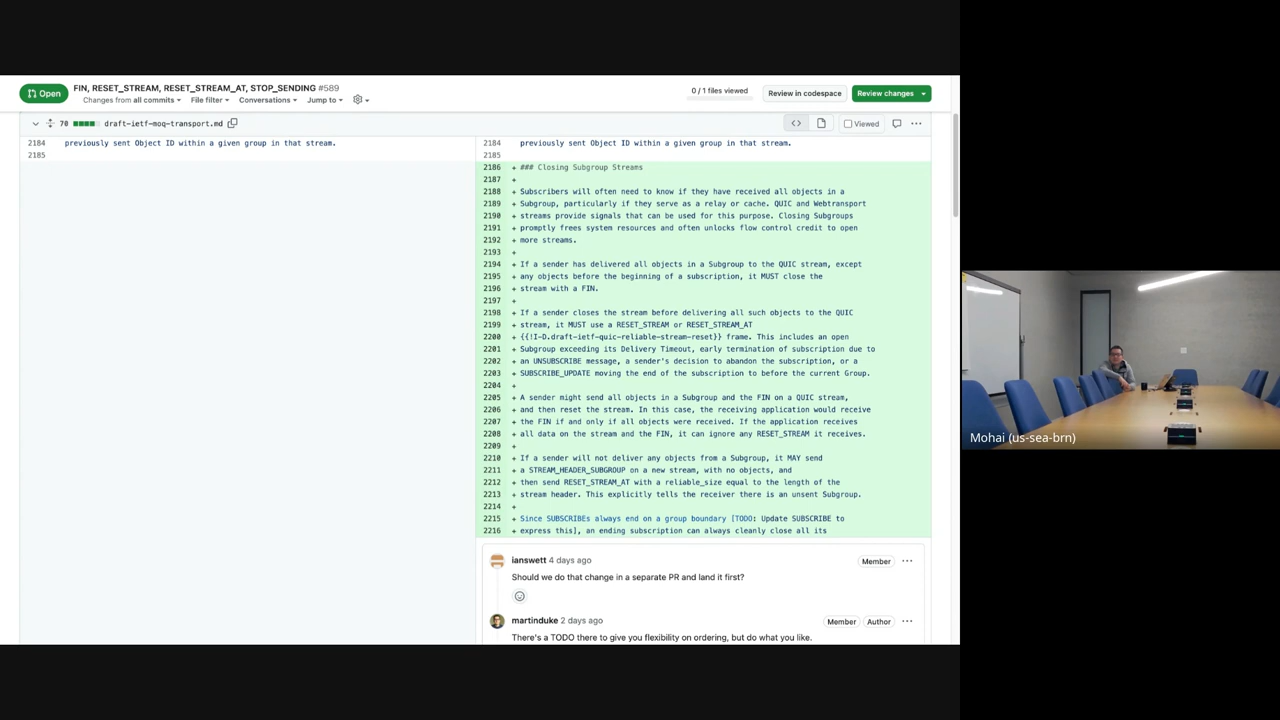 Open
FIN, RESET_STREAM, RESET_STREAM_AT, STOP_SENDING #589
Changes from all commits
File filter
Conversations
Jump to
0 / 1 files viewed
Review in codespace
Review changes
70
draft-ietf-moq-transport.md
Viewed
2184 previously sent Object ID within a given group in that stream.
2185
2184 previously sent Object ID within a given group in that stream.
2185
2186 + ### Closing Subgroup Streams
2187 +
2188 + Subscribers will often need to know if they have received all objects in a
2189 + Subgroup, particularly if they serve as a relay or cache. QUIC and Webtransport
2190 + streams provide signals that can be used for this purpose. Closing Subgroups
2191 + promptly frees system resources and often unlocks flow control credit to open
2192 + more streams.
2193 +
2194 + If a sender has delivered all objects in a Subgroup to the QUIC stream, except
2195 + any objects before the beginning of a subscription, it MUST close the
2196 + stream with a FIN.
2197 +
2198 + If a sender closes the stream before delivering all such objects to the QUIC
2199 + stream, it MUST use a RESET_STREAM or RESET_STREAM_AT
2200 + {{!I-D.draft-ietf-quic-reliable-stream-reset}} frame. This includes an open
2201 + Subgroup exceeding its Delivery Timeout, early termination of subscription due to
2202 + an UNSUBSCRIBE message, a sender's decision to abandon the subscription, or a
2203 + SUBSCRIBE_UPDATE moving the end of the subscription to before the current Group.
2204 +
2205 + A sender might send all objects in a Subgroup and the FIN on a QUIC stream,
2206 + and then reset the stream. In this case, the receiving application would receive
2207 + the FIN if and only if all objects were received. If the application receives
2208 + all data on the stream and the FIN, it can ignore any RESET_STREAM it receives.
2209 +
2210 + If a sender will not deliver any objects from a Subgroup, it MAY send
2211 + a STREAM_HEADER_SUBGROUP on a new stream, with no objects, and
2212 + then send RESET_STREAM_AT with a reliable_size equal to the length of the
2213 + stream header. This explicitly tells the receiver there is an unsent Subgroup.
2214 +
2215 + Since SUBSCRIBEs always end on a group boundary [TODO: Update SUBSCRIBE to
2216 + express this], an ending subscription can always cleanly close all its
ianswett 4 days ago
Member
Should we do that change in a separate PR and land it first?
martinduke 2 days ago
Member
Author
There's a TODO there to give you flexibility on ordering, but do what you like.
Mohai (us-sea-brn)